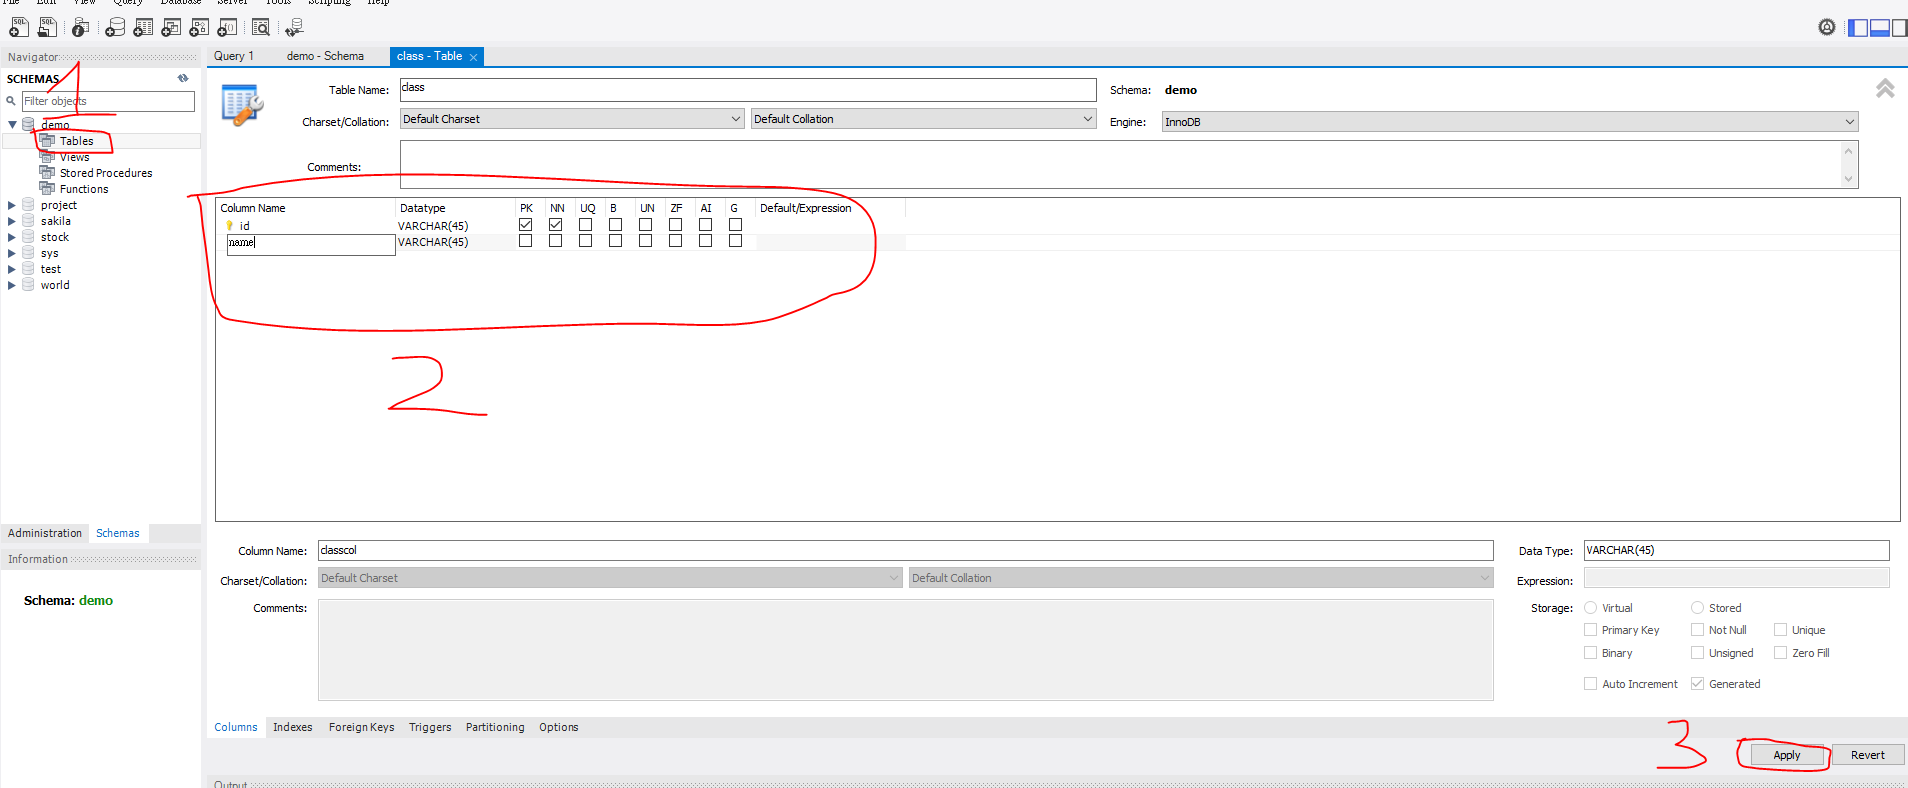 File Edit View Query Database Server Tools Scripting Help
Navigator
SCHEMAS
1
Filter objects
demo
Tables
Views
Stored Procedures
Functions
project
sakila
stock
sys
test
world
Administration Schemas
Information
Schema: demo
Query 1 demo - Schema class - Table
Table Name: class Schema: demo
Charset/Collation: Default Charset Default Collation Engine: InnoDB
Comments:
Column Name Datatype PK NN UQ B UN ZF AI G Default/Expression
id VARCHAR(45)
name VARCHAR(45)
2
Column Name: classcol Data Type: VARCHAR(45)
Charset/Collation: Default Charset Default Collation Expression:
Comments: Storage: Virtual Stored
Primary Key Not Null Unique
Binary Unsigned Zero Fill
Auto Increment Generated
Columns Indexes Foreign Keys Triggers Partitioning Options
3 Apply Revert
Output